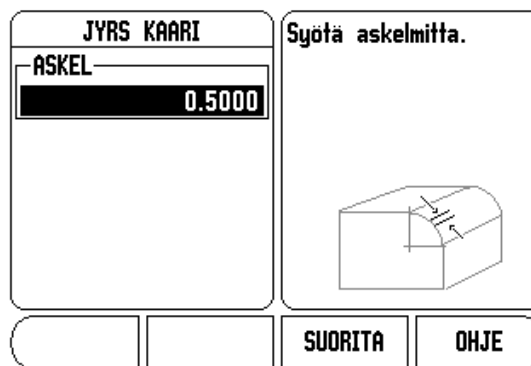 JYRS KAARI
ASKEL
0.5000
Syötä askelmitta.
SUORITA
OHJE